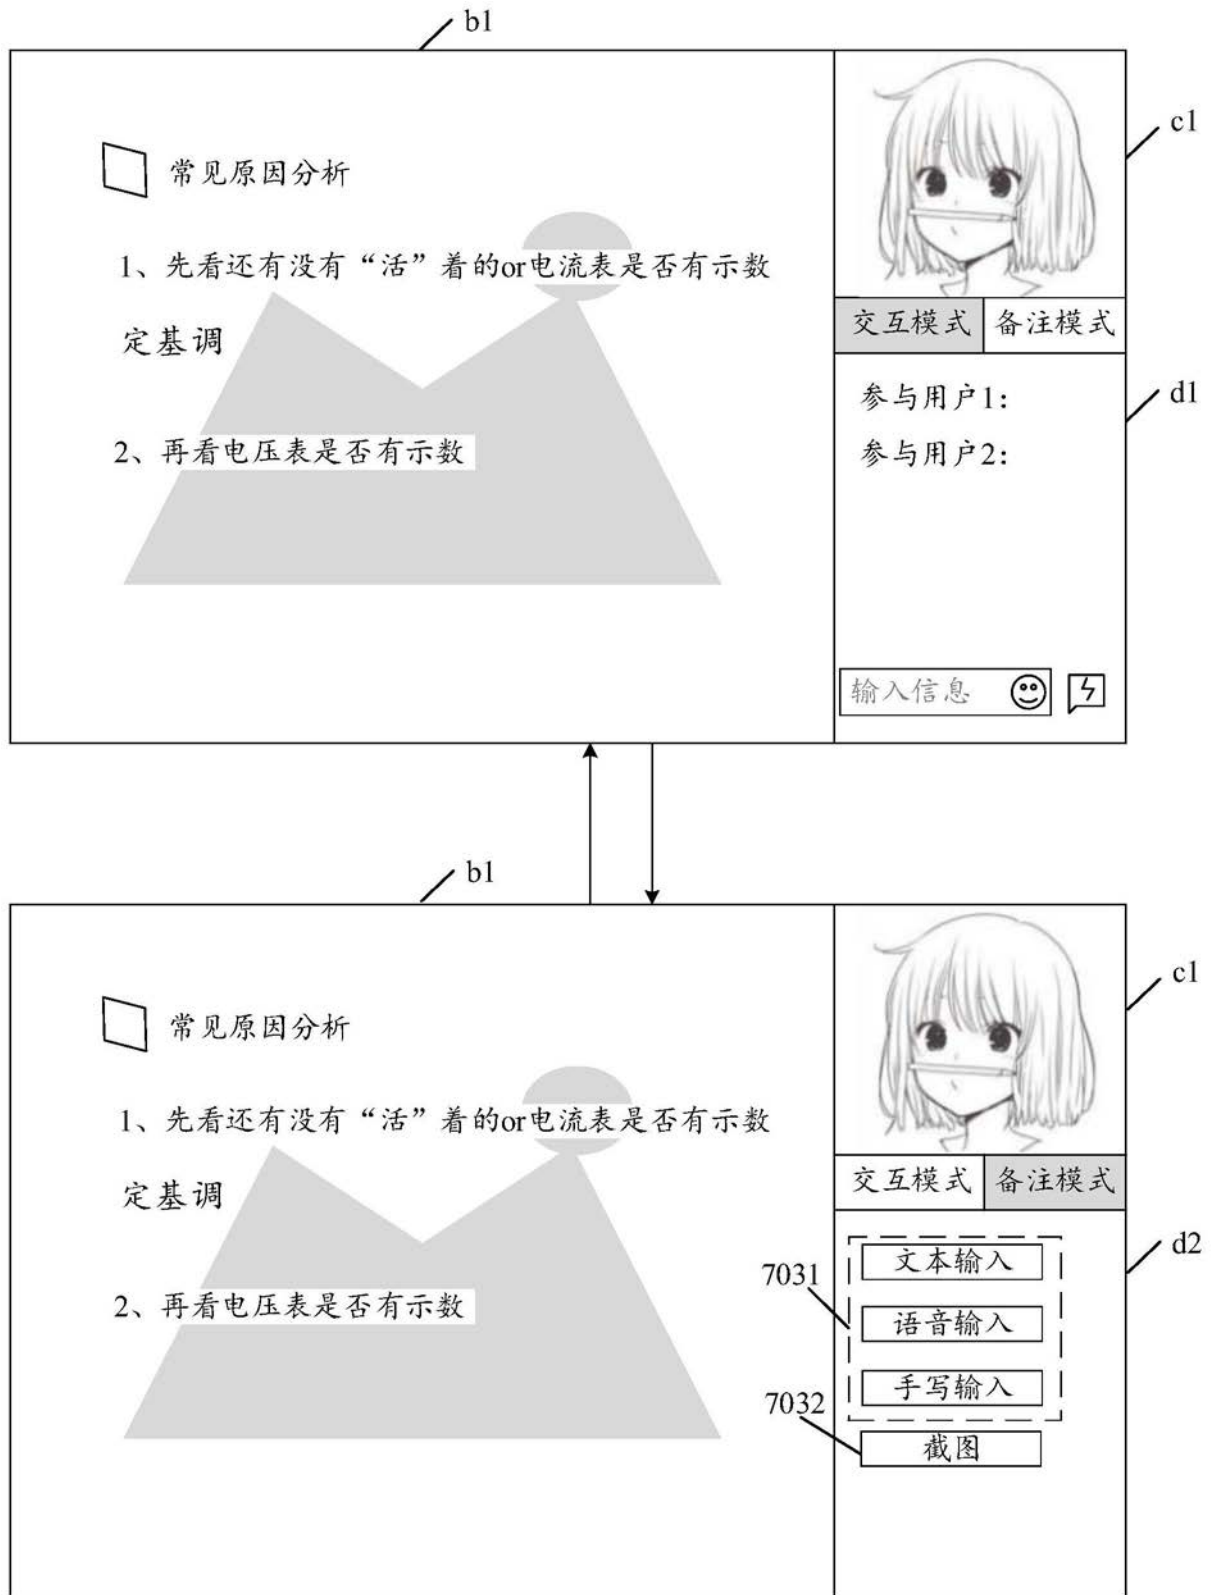 b1
c1
常见原因分析
1、先看还有没有“活”着的or电流表是否有示数
定基调
2、再看电压表是否有示数
交互模式 备注模式
d1
参与用户1:
参与用户2:
输入信息
b1
c1
常见原因分析
1、先看还有没有“活”着的or电流表是否有示数
定基调
2、再看电压表是否有示数
交互模式 备注模式
d2
7031
文本输入
语音输入
手写输入
7032
截图